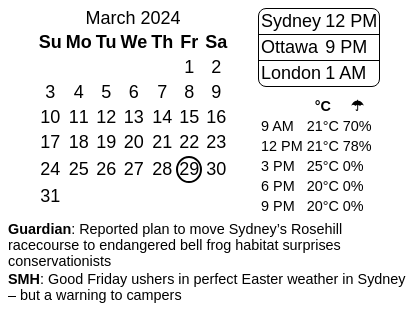 March 2024
Su Mo Tu We Th Fr Sa
1 2
3 4 5 6 7 8 9
10 11 12 13 14 15 16
17 18 19 20 21 22 23
24 25 26 27 28 29 30
31
Sydney 12 PM
Ottawa 9 PM
London 1 AM
°C ☂
9 AM 21°C 70%
12 PM 21°C 78%
3 PM 25°C 0%
6 PM 20°C 0%
9 PM 20°C 0%
Guardian: Reported plan to move Sydney’s Rosehill
racecourse to endangered bell frog habitat surprises
conservationists
SMH: Good Friday ushers in perfect Easter weather in Sydney
– but a warning to campers